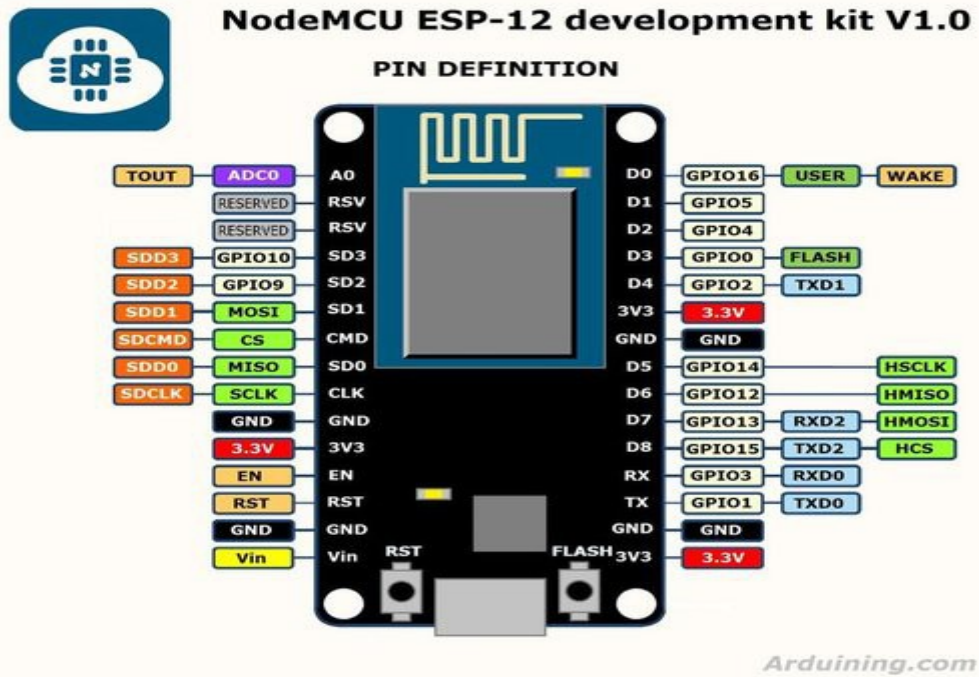 NodeMCU ESP-12 development kit V1.0
N
PIN DEFINITION
TOUT ADC0 A0 D0 GPIO16 USER WAKE
RESERVED RSV D1 GPIO5
RESERVED RSV D2 GPIO4
SDD3 GPIO10 SD3 D3 GPIO0 FLASH
SDD2 GPIO9 SD2 D4 GPIO2 TXD1
SDD1 MOSI SD1 3V3 3.3V
SDCMD CS CMD GND GND
SDD0 MISO SD0 D5 GPIO14 HSCLK
SDCLK SCLK CLK D6 GPIO12 HMISO
GND GND D7 GPIO13 RXD2 HMOSI
3.3V 3V3 D8 GPIO15 TXD2 HCS
EN EN RX GPIO3 RXD0
RST RST TX GPIO1 TXD0
GND GND GND GND
Vin Vin RST FLASH 3V3 3.3V
Arduining.com